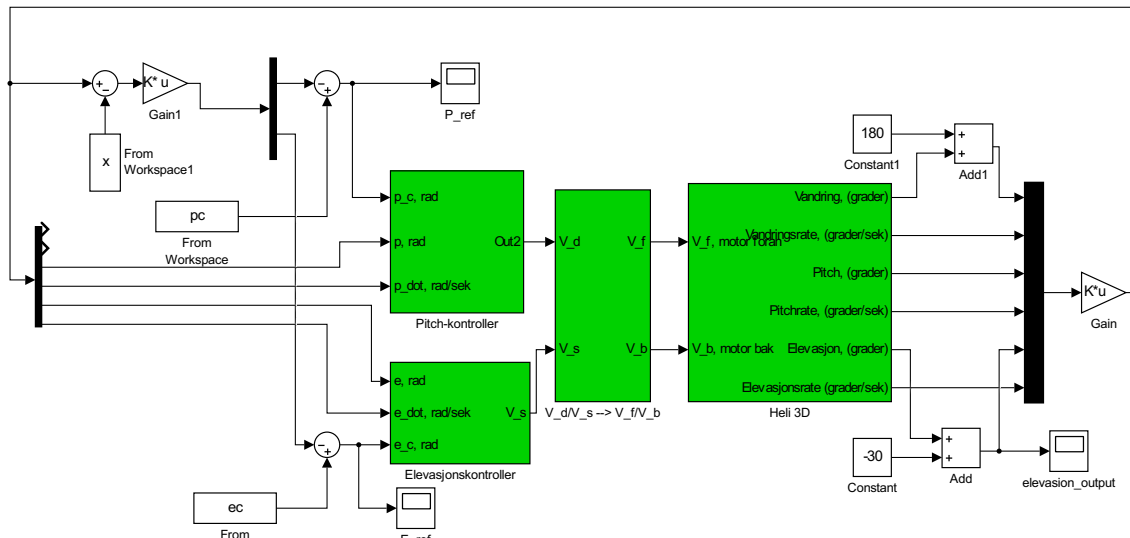 K* u
Gain1
x
From
Workspace1
P_ref
pc
From
Workspace
p_c, rad
p, rad
p_dot, rad/sek
Out2
Pitch-kontroller
e, rad
e_dot, rad/sek
e_c, rad
V_s
Elevasjonskontroller
ec
From
V_d
V_s
V_f
V_b
V_d/V_s --> V_f/V_b
V_f, motor foran
V_b, motor bak
Vandring, (grader)
Vandringsrate, (grader/sek)
Pitch, (grader)
Pitchrate, (grader/sek)
Elevasjon, (grader)
Elevasjonsrate (grader/sek)
Heli 3D
180
Constant1
+
+
Add1
-30
Constant
+
+
Add
elevasion_output
K*u
Gain